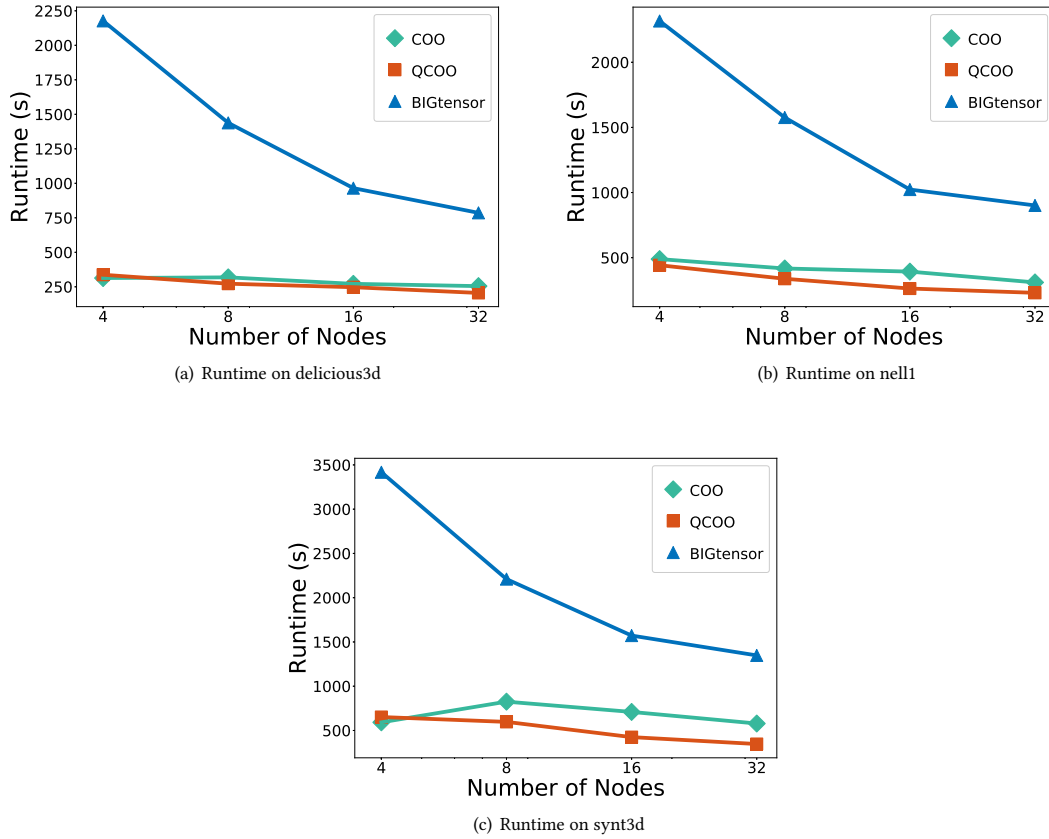 2250
2000
1750
1500
1250
1000
750
500
250
Runtime (s)
COO
QCOO
BIGtensor
4 8 16 32
Number of Nodes
(a) Runtime on delicious3d
2000
1500
1000
500
Runtime (s)
COO
QCOO
BIGtensor
4 8 16 32
Number of Nodes
(b) Runtime on nell1
3500
3000
2500
2000
1500
1000
500
Runtime (s)
COO
QCOO
BIGtensor
4 8 16 32
Number of Nodes
(c) Runtime on synt3d